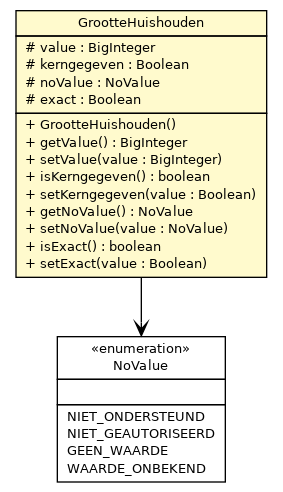 GrootteHuishouden
# value : BigInteger
# kerngegeven : Boolean
# noValue : NoValue
# exact : Boolean
+ GrootteHuishouden()
+ getValue() : BigInteger
+ setValue(value : BigInteger)
+ isKerngegeven() : boolean
+ setKerngegeven(value : Boolean)
+ getNoValue() : NoValue
+ setNoValue(value : NoValue)
+ isExact() : boolean
+ setExact(value : Boolean)
«enumeration»
NoValue
NIET_ONDERSTEUND
NIET_GEAUTORISEERD
GEEN_WAARDE
WAARDE_ONBEKEND